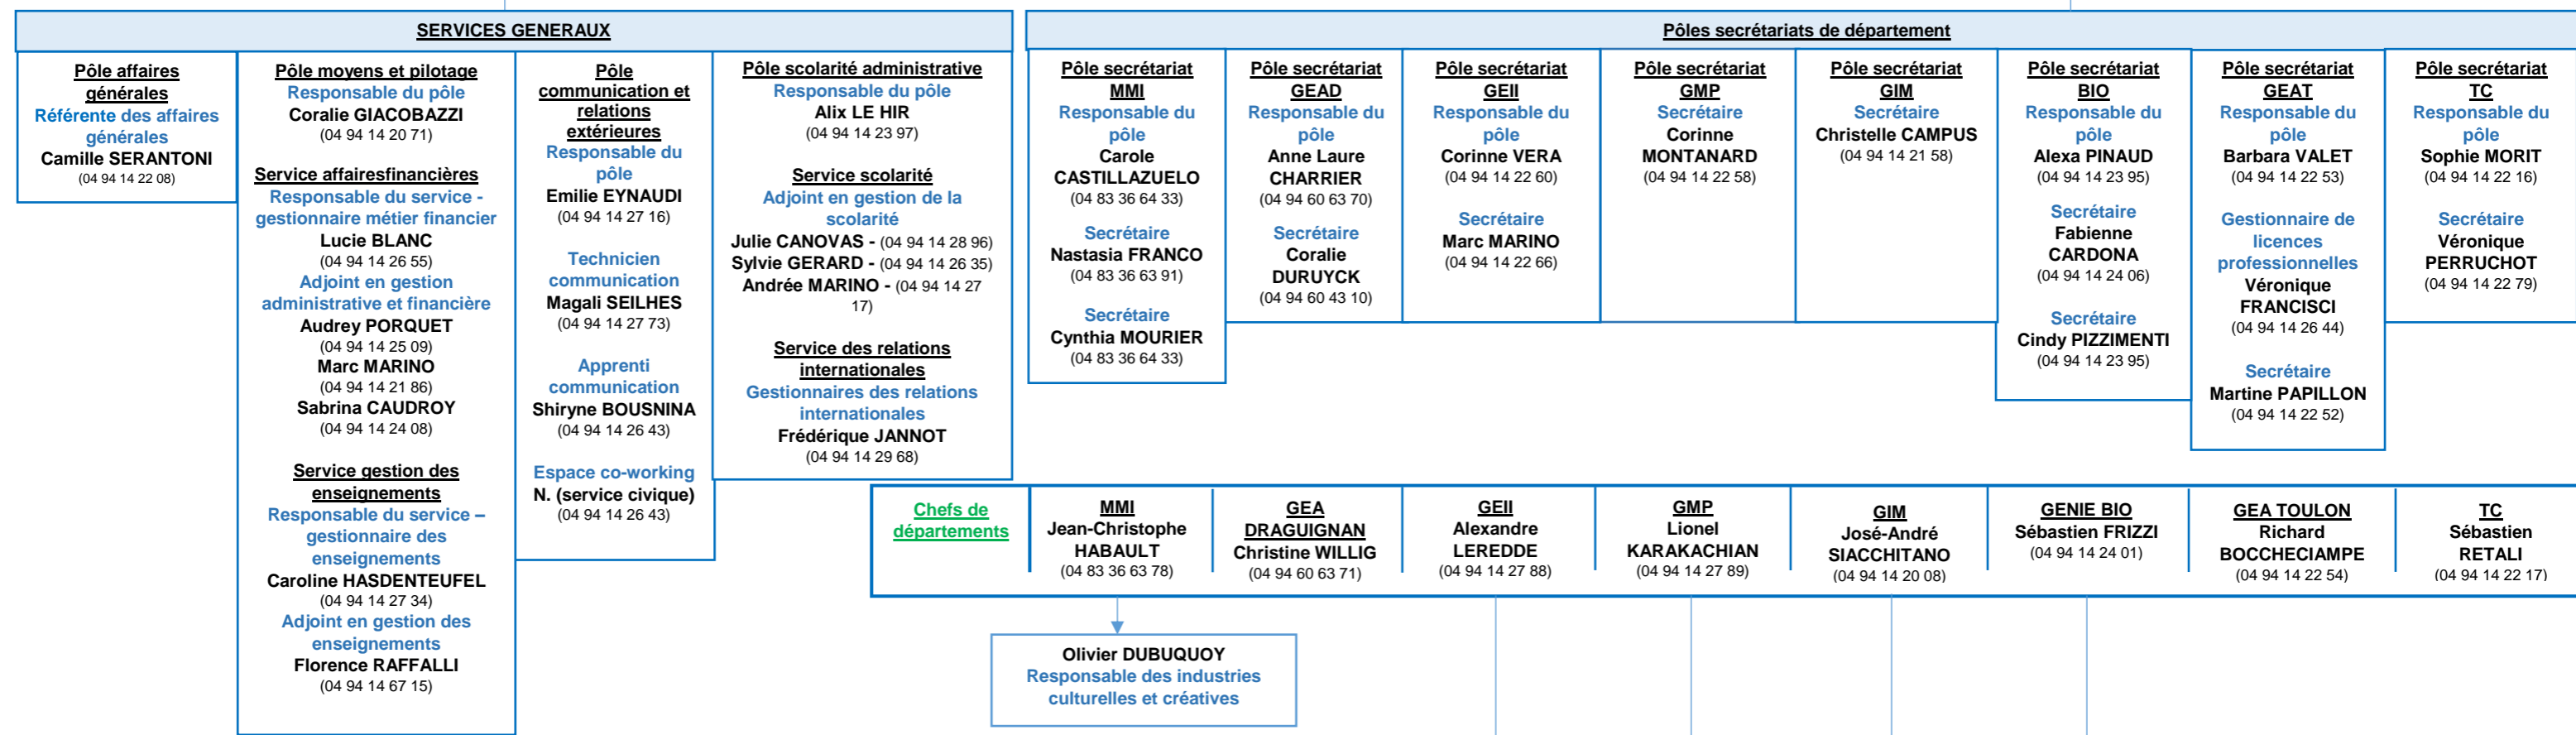 SERVICES GENERAUX
Pôle affaires
générales
Référente des affaires
générales
Camille SERANTONI
(04 94 14 22 08)
Pôle moyens et pilotage
Responsable du pôle
Coralie GIACOBAZZI
(04 94 14 20 71)
Service affairesfinancières
Responsable du service -
gestionnaire métier financier
Lucie BLANC
(04 94 14 26 55)
Adjoint en gestion
administrative et financière
Audrey PORQUET
(04 94 14 25 09)
Marc MARINO
(04 94 14 21 86)
Sabrina CAUDROY
(04 94 14 24 08)
Service gestion des
enseignements
Responsable du service –
gestionnaire des
enseignements
Caroline HASDENTEUFEL
(04 94 14 27 34)
Adjoint en gestion des
enseignements
Florence RAFFALLI
(04 94 14 67 15)
Pôle
communication et
relations
extérieures
Responsable du
pôle
Emilie EYNAUDI
(04 94 14 27 16)
Technicien
communication
Magali SEILHES
(04 94 14 27 73)
Apprenti
communication
Shiryne BOUSNINA
(04 94 14 26 43)
Espace co-working
N. (service civique)
(04 94 14 26 43)
Pôle scolarité administrative
Responsable du pôle
Alix LE HIR
(04 94 14 23 97)
Service scolarité
Adjoint en gestion de la
scolarité
Julie CANOVAS - (04 94 14 28 96)
Sylvie GERARD - (04 94 14 26 35)
Andrée MARINO - (04 94 14 27
17)
Service des relations
internationales
Gestionnaires des relations
internationales
Frédérique JANNOT
(04 94 14 29 68)
Pôles secrétariats de département
Pôle secrétariat
MMI
Responsable du
pôle
Carole
CASTILLAZUELO
(04 83 36 64 33)
Secrétaire
Nastasia FRANCO
(04 83 36 63 91)
Secrétaire
Cynthia MOURIER
(04 83 36 64 33)
Pôle secrétariat
GEAD
Responsable du
pôle
Anne Laure
CHARRIER
(04 94 60 63 70)
Secrétaire
Coralie
DURUYCK
(04 94 60 43 10)
Pôle secrétariat
GEII
Responsable du
pôle
Corinne VERA
(04 94 14 22 60)
Secrétaire
Marc MARINO
(04 94 14 22 66)
Pôle secrétariat
GMP
Secrétaire
Corinne
MONTANARD
(04 94 14 22 58)
Pôle secrétariat
GIM
Secrétaire
Christelle CAMPUS
(04 94 14 21 58)
Pôle secrétariat
BIO
Responsable du
pôle
Alexa PINAUD
(04 94 14 23 95)
Secrétaire
Fabienne
CARDONA
(04 94 14 24 06)
Secrétaire
Cindy PIZZIMENTI
(04 94 14 23 95)
Pôle secrétariat
GEAT
Responsable du
pôle
Barbara VALET
(04 94 14 22 53)
Gestionnaire de
licences
professionnelles
Véronique
FRANCISCI
(04 94 14 26 44)
Secrétaire
Martine PAPILLON
(04 94 14 22 52)
Pôle secrétariat
TC
Responsable du
pôle
Sophie MORIT
(04 94 14 22 16)
Secrétaire
Véronique
PERRUCHOT
(04 94 14 22 79)
Chefs de
départements
MMI
Jean-Christophe
HABAULT
(04 83 36 63 78)
GEA
DRAGUIGNAN
Christine WILLIG
(04 94 60 63 71)
GEII
Alexandre
LEREDDE
(04 94 14 27 88)
GMP
Lionel
KARAKACHIAN
(04 94 14 27 89)
GIM
José-André
SIACCHITANO
(04 94 14 20 08)
GENIE BIO
Sébastien FRIZZI
(04 94 14 24 01)
GEA TOULON
Richard
BOCCHECIAMPE
(04 94 14 22 54)
TC
Sébastien
RETALI
(04 94 14 22 17)
Olivier DUBUQUOY
Responsable des industries
culturelles et créatives